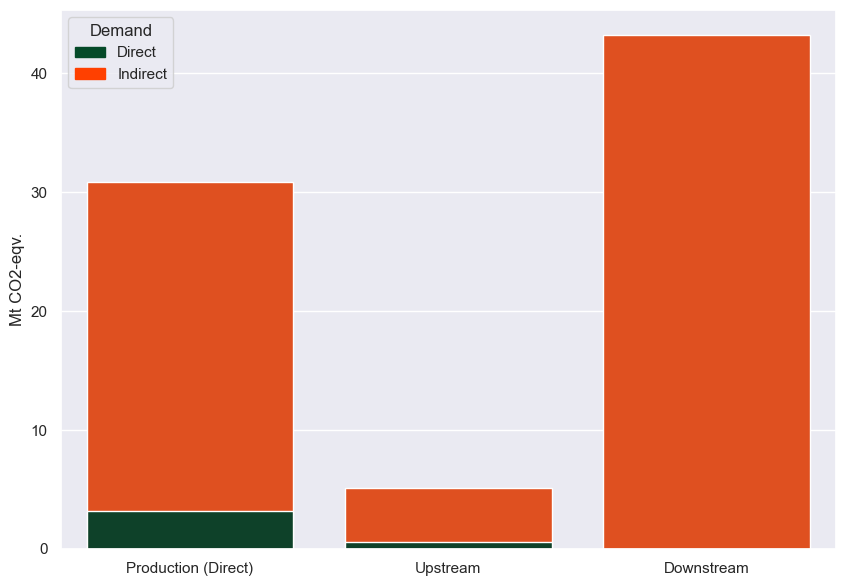 Demand
Direct
Indirect
Mt CO2-eqv.
40
30
20
10
0
Production (Direct)
Upstream
Downstream